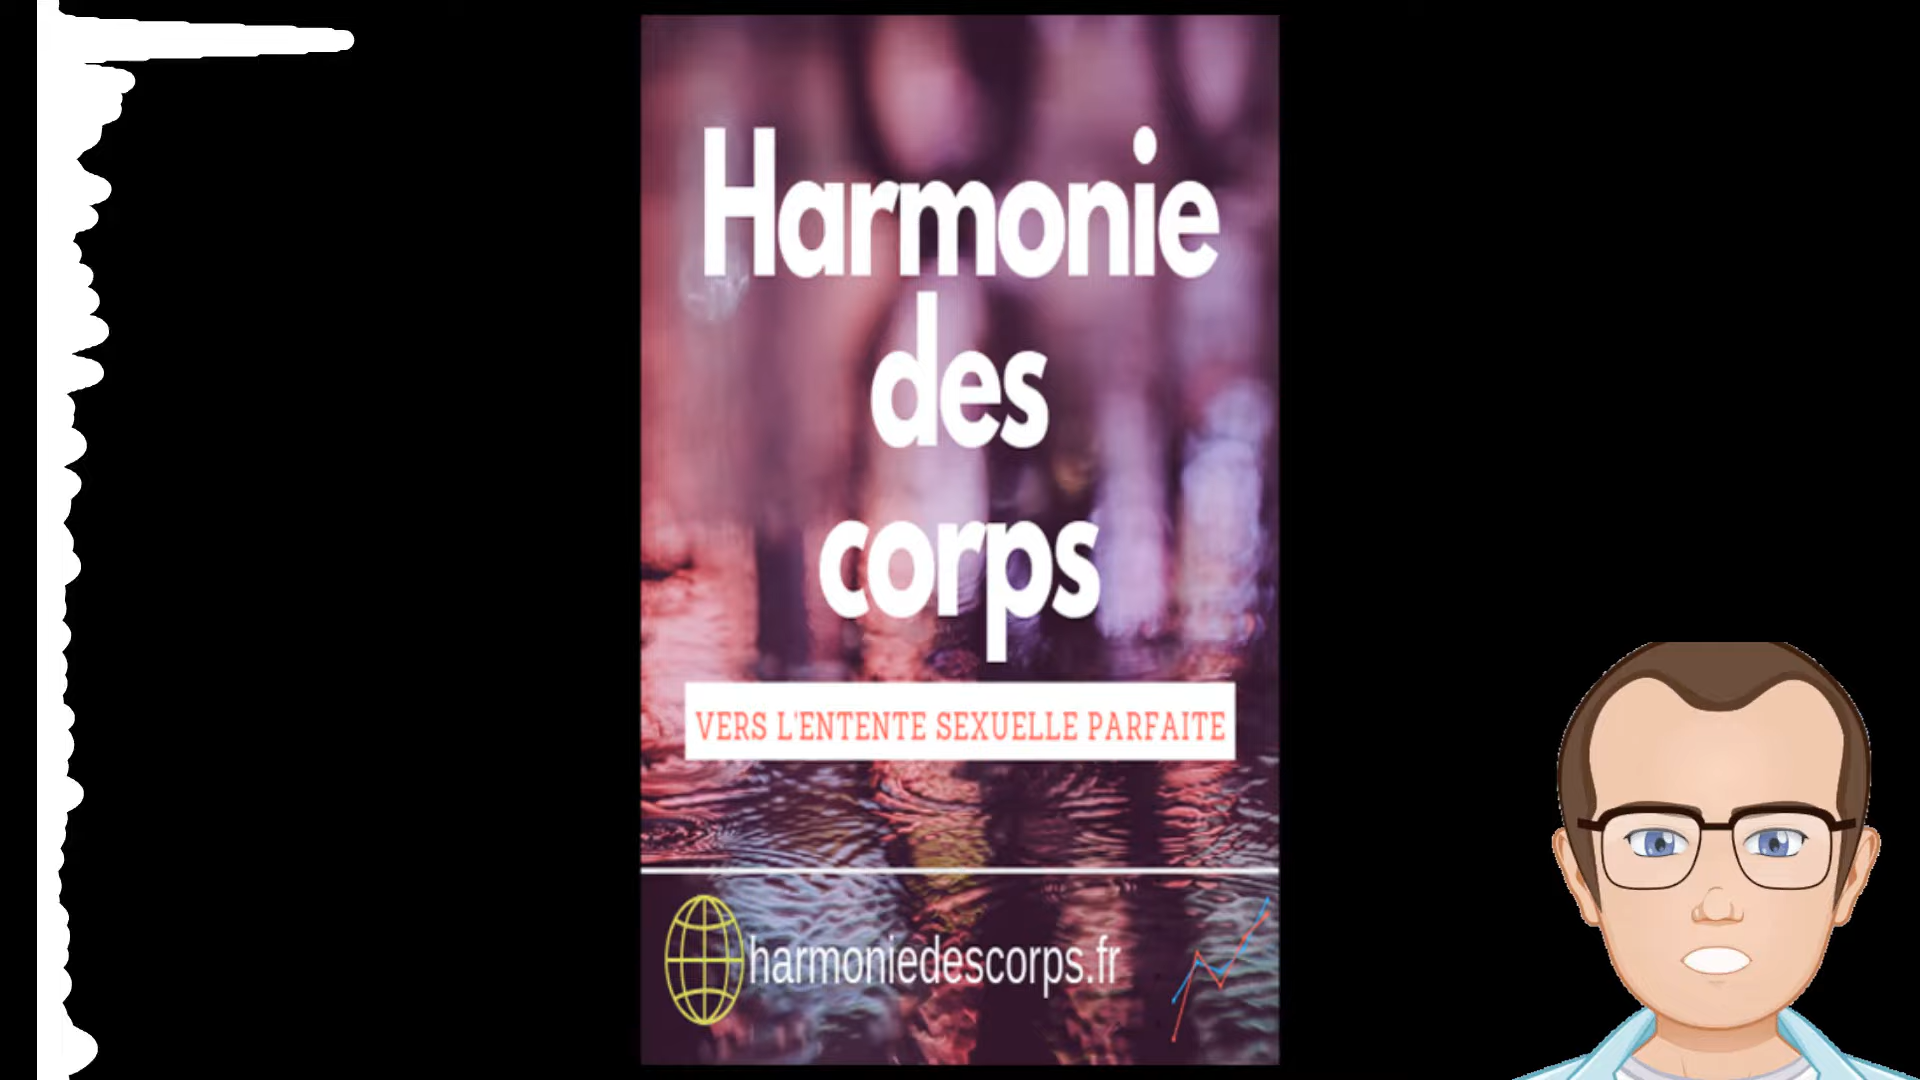 Harmonie
des
corps
VERS L'ENTENTE SEXUELLE PARFAITE
harmoniedescorps.fr